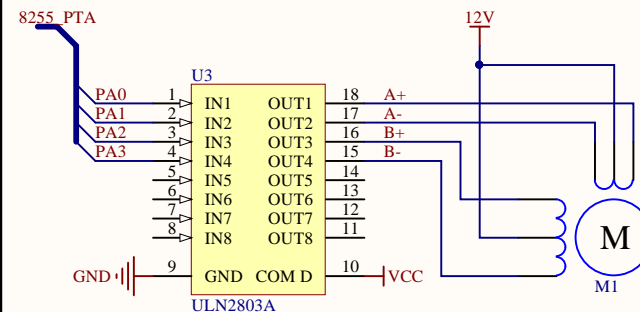 8255_PTA
12V
U3
PA0 1 IN1 OUT1 18 A+
PA1 2 IN2 OUT2 17 A-
PA2 3 IN3 OUT3 16 B+
PA3 4 IN4 OUT4 15 B-
5 IN5 OUT5 14
6 IN6 OUT6 13
7 IN7 OUT7 12
8 IN8 OUT8 11
M
GND 9 GND COM D 10 VCC
M1
ULN2803A